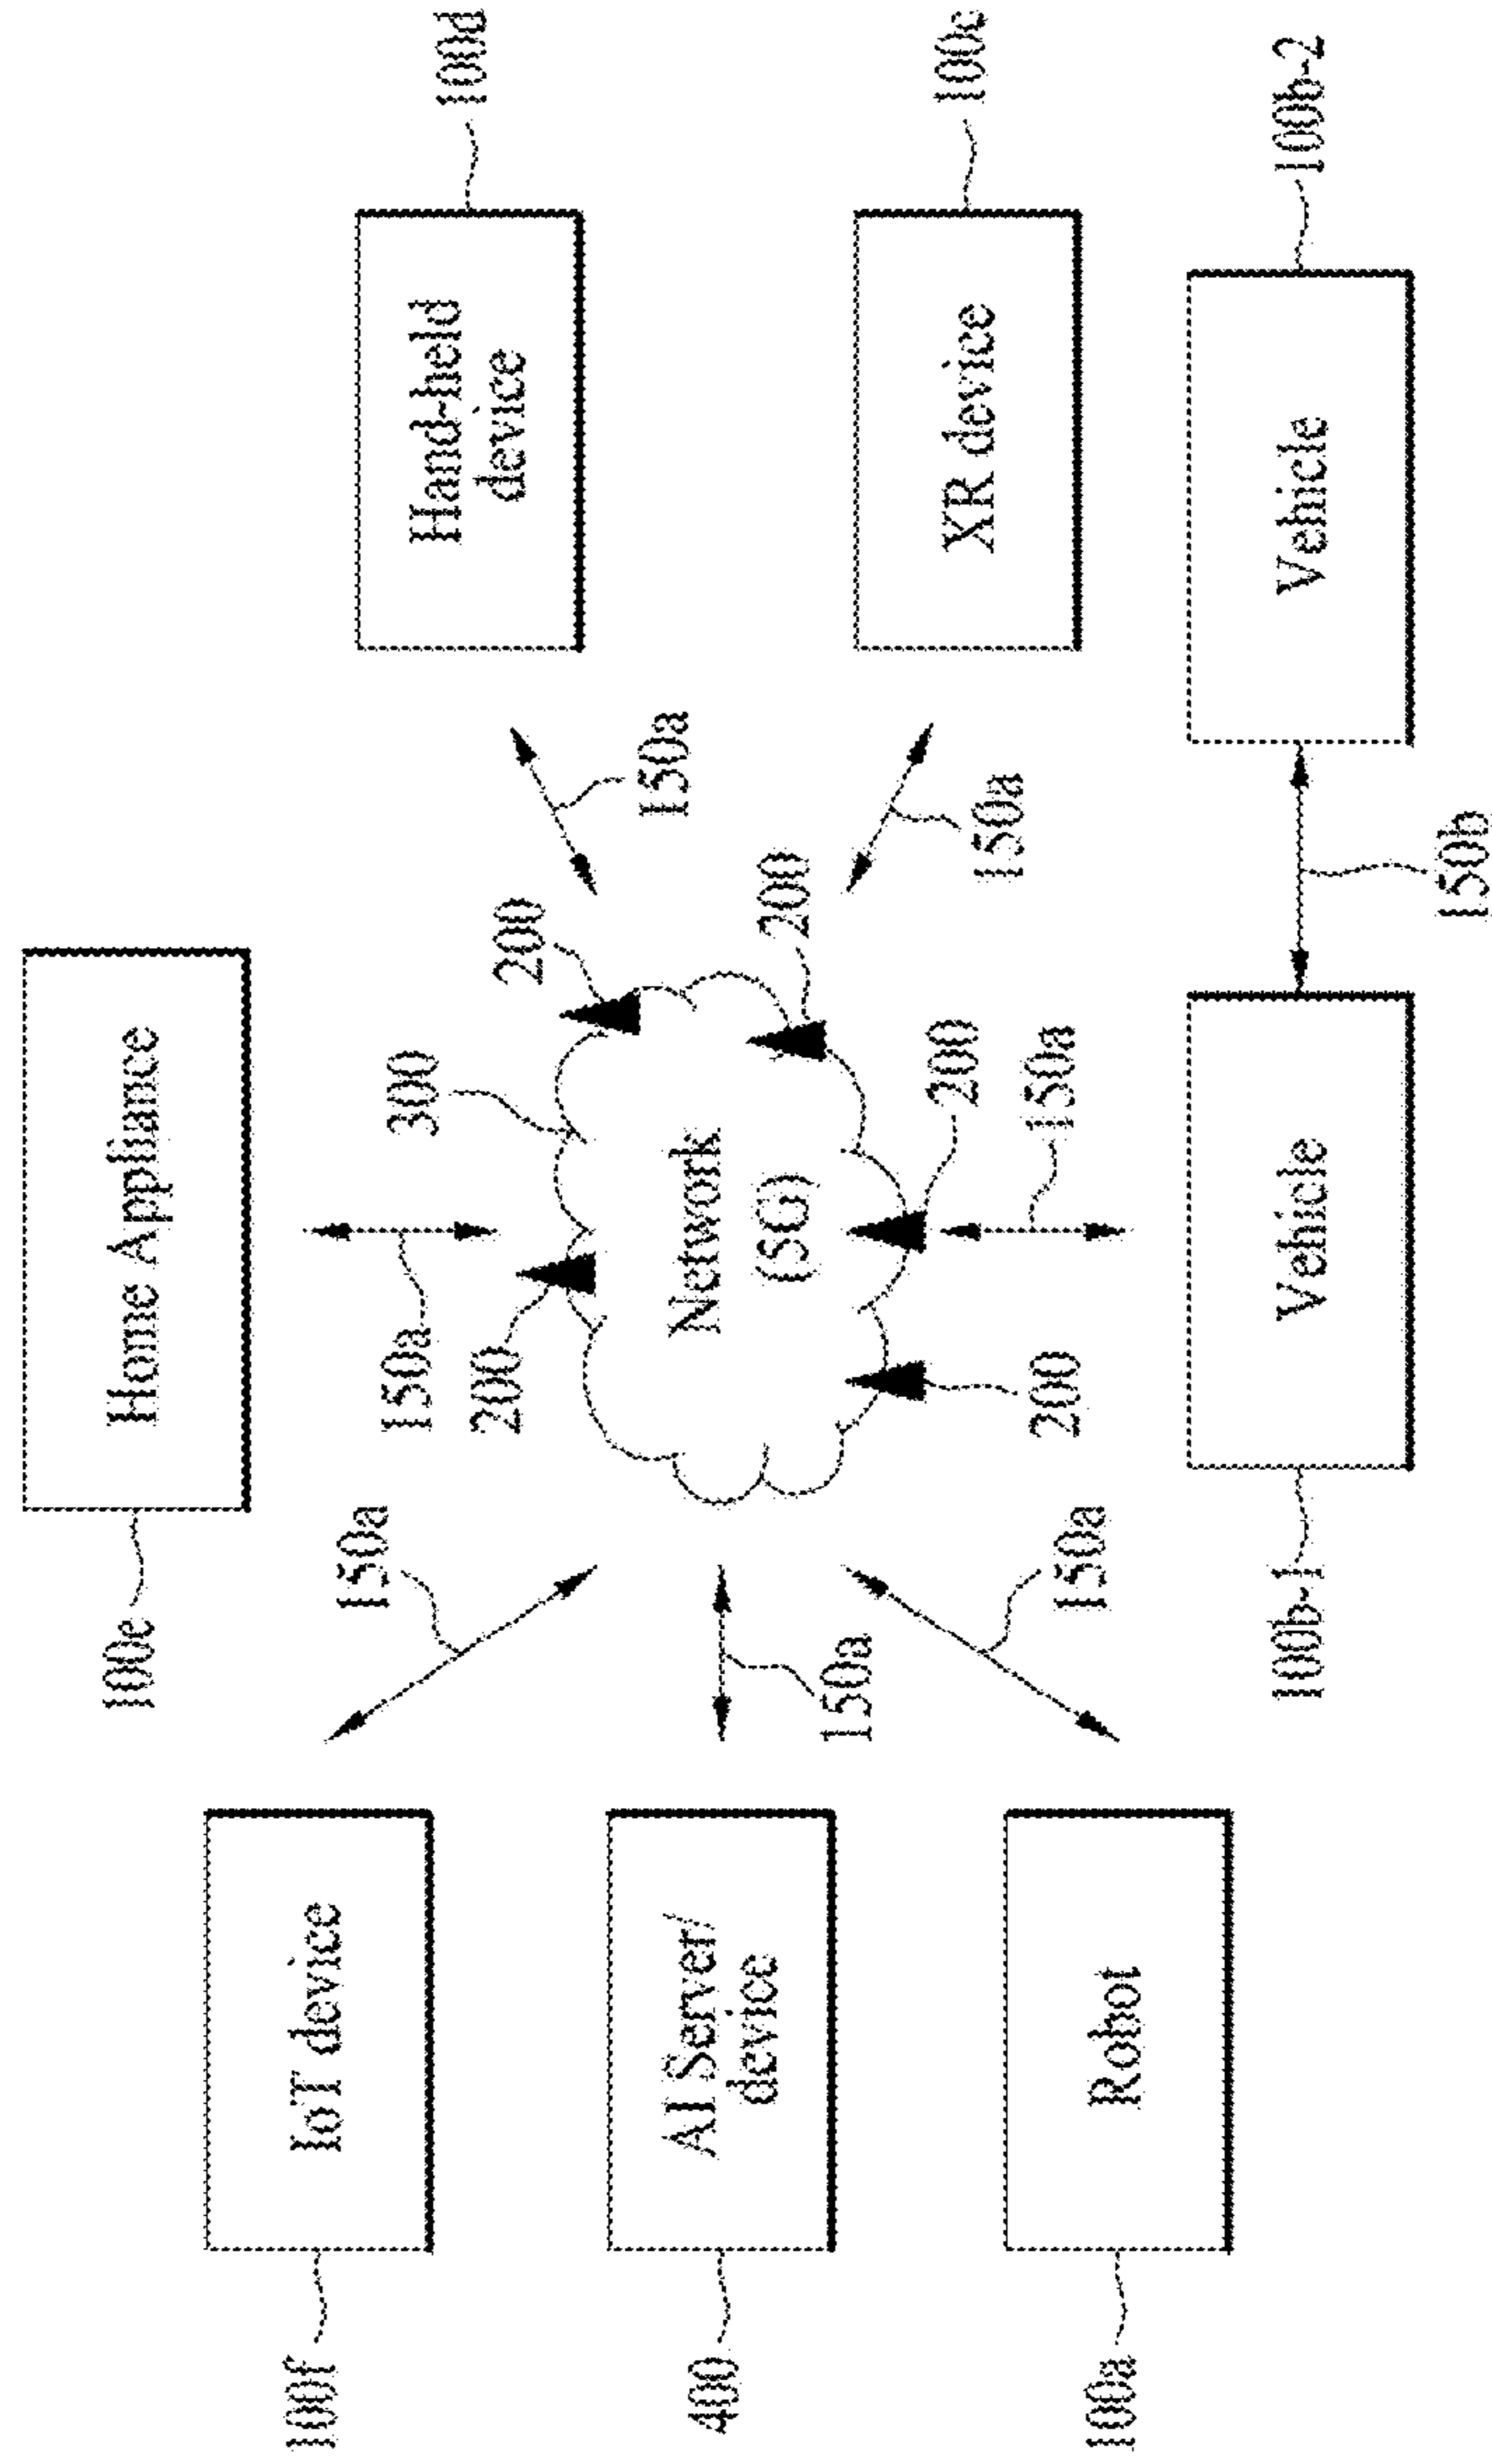 Home Appliance
100e
IoT device
100f
150a
150a
300
Hand-held
device
100d
200
200
150a
Network
(5G)
AI Server/
device
400
150a
200
150a
XR device
100c
200
200
150a
150a
Robot
100a
100b-1
Vehicle
Vehicle
100b-2
150b